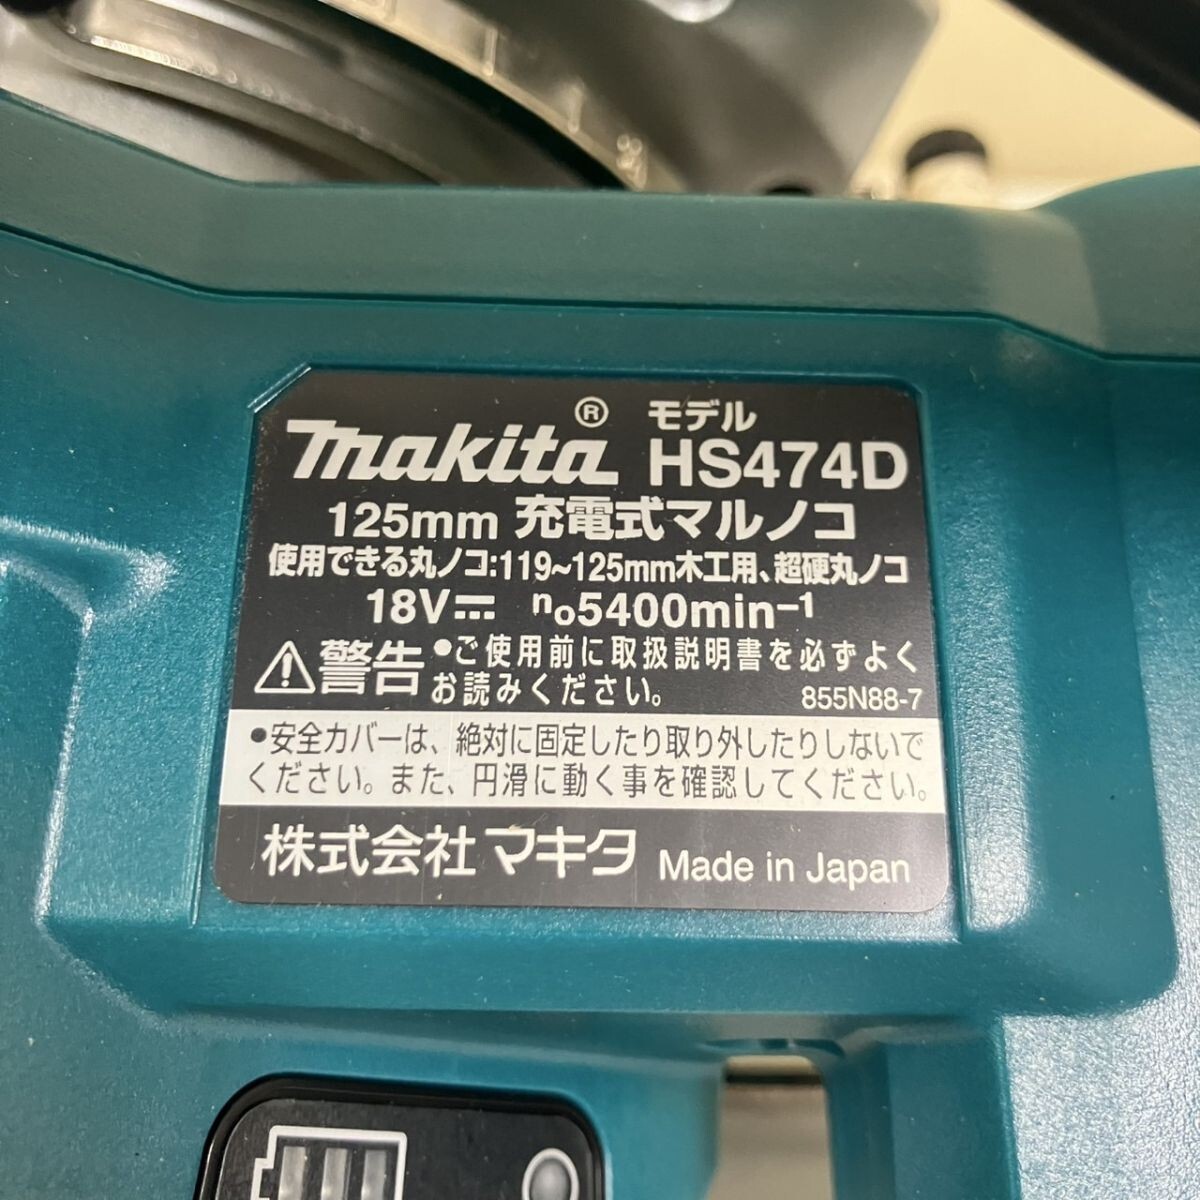 makita® モデル HS474D
125mm 充電式マルノコ
使用できる丸ノコ:119~125mm木工用、超硬丸ノコ
18V⎓ no5400min⁻¹
⚠警告 •ご使用前に取扱説明書を必ずよく
お読みください。 855N88-7
•安全カバーは、絶対に固定したり取り外したりしないで
ください。また、円滑に動く事を確認してください。
株式会社マキタ Made in Japan